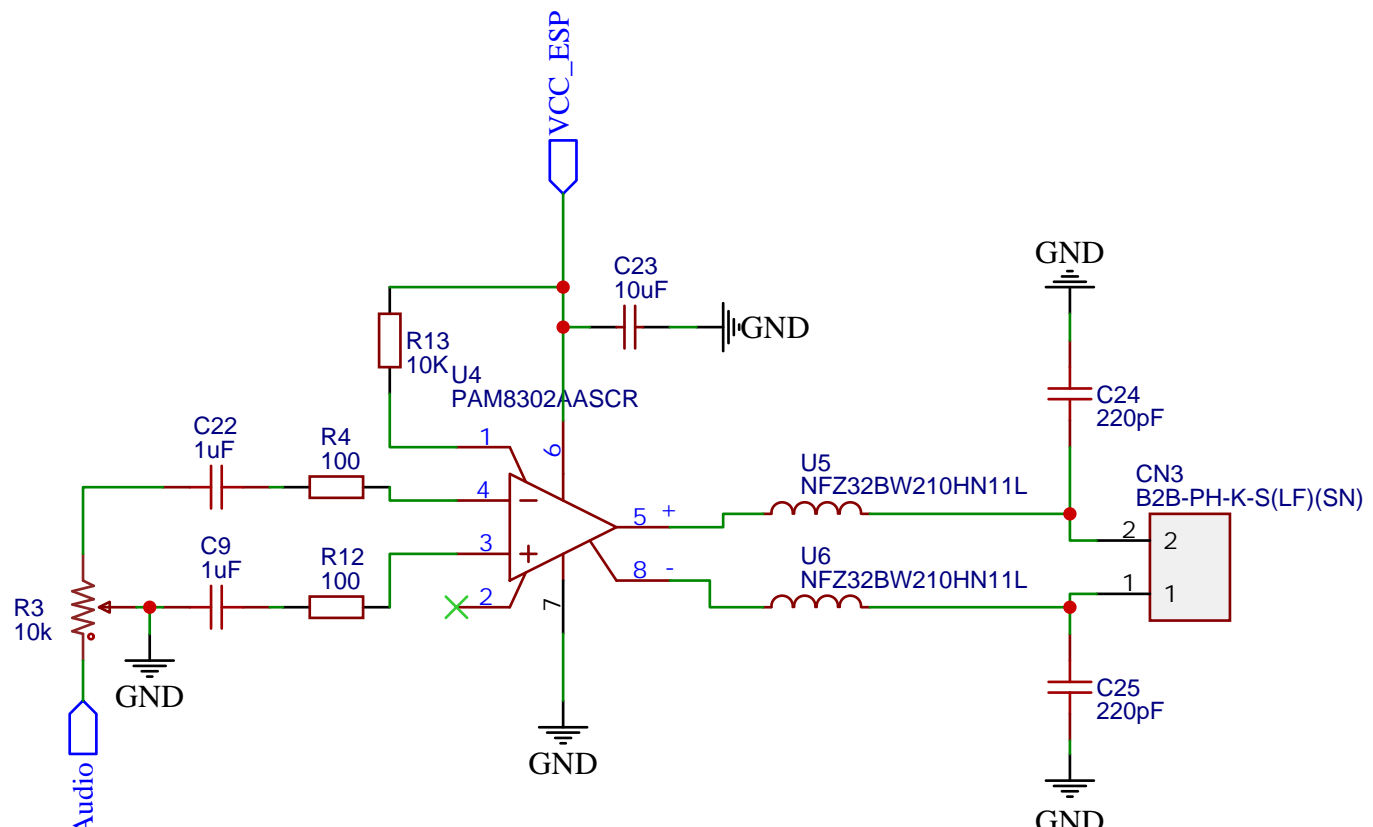 VCC_ESP
GND
C23
10uF
GND
R13
10K
U4
PAM8302AASCR
C24
220pF
C22
1uF
R4
100
1
6
U5
NFZ32BW210HN11L
CN3
B2B-PH-K-S(LF)(SN)
4
5 +
2
2
C9
1uF
R12
100
3
U6
NFZ32BW210HN11L
8 -
1
1
R3
10k
2
7
GND
C25
220pF
GND
Audio
GND